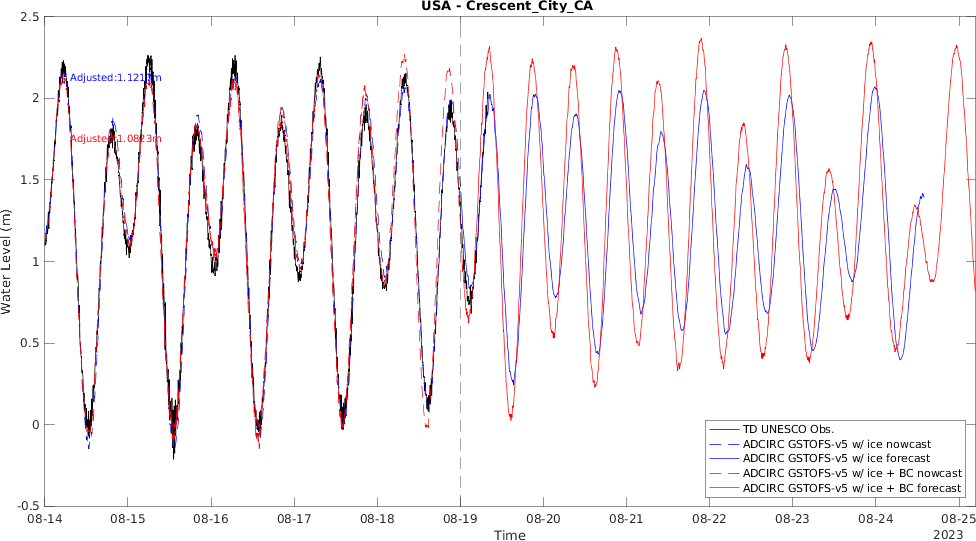 USA - Crescent_City_CA
2.5
2
1.5
1
0.5
0
-0.5
Water Level (m)
Adjusted:1.1217m
Adjusted:1.0823m
TD UNESCO Obs.
ADCIRC GSTOFS-v5 w/ ice nowcast
ADCIRC GSTOFS-v5 w/ ice forecast
ADCIRC GSTOFS-v5 w/ ice + BC nowcast
ADCIRC GSTOFS-v5 w/ ice + BC forecast
08-14 08-15 08-16 08-17 08-18 08-19 08-20 08-21 08-22 08-23 08-24 08-25
Time
2023